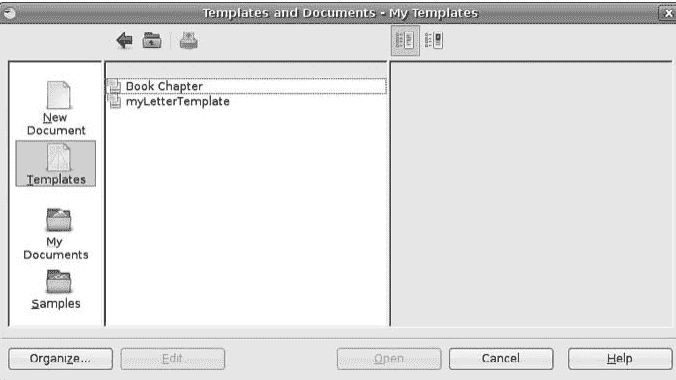 Templates and Documents - My Templates
New
Document
Templates
My
Documents
Samples
Book Chapter
myLetterTemplate
Organize...
Edit
Open
Cancel
Help